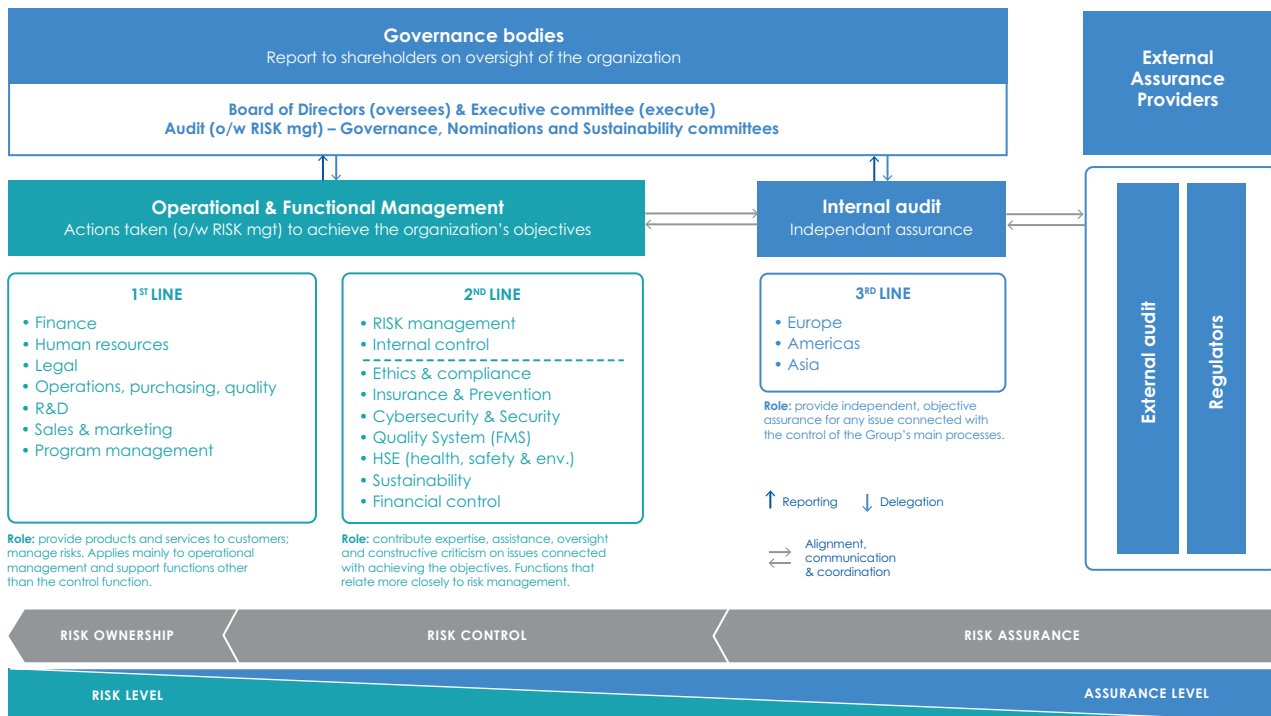 Governance bodies
Report to shareholders on oversight of the organization
Board of Directors (oversees) & Executive committee (execute)
Audit (o/w RISK mgt) – Governance, Nominations and Sustainability committees
External
Assurance
Providers
Operational & Functional Management
Actions taken (o/w RISK mgt) to achieve the organization’s objectives
Internal audit
Independant assurance
1ST LINE
• Finance
• Human resources
• Legal
• Operations, purchasing, quality
• R&D
• Sales & marketing
• Program management
Role: provide products and services to customers;
manage risks. Applies mainly to operational
management and support functions other
than the control function.
2ND LINE
• RISK management
• Internal control
• Ethics & compliance
• Insurance & Prevention
• Cybersecurity & Security
• Quality System (FMS)
• HSE (health, safety & env.)
• Sustainability
• Financial control
Role: contribute expertise, assistance, oversight
and constructive criticism on issues connected
with achieving the objectives. Functions that
relate more closely to risk management.
3RD LINE
• Europe
• Americas
• Asia
Role: provide independent, objective
assurance for any issue connected with
the control of the Group’s main processes.
Reporting
Delegation
Alignment,
communication
& coordination
External audit
Regulators
RISK OWNERSHIP
RISK CONTROL
RISK ASSURANCE
RISK LEVEL
ASSURANCE LEVEL